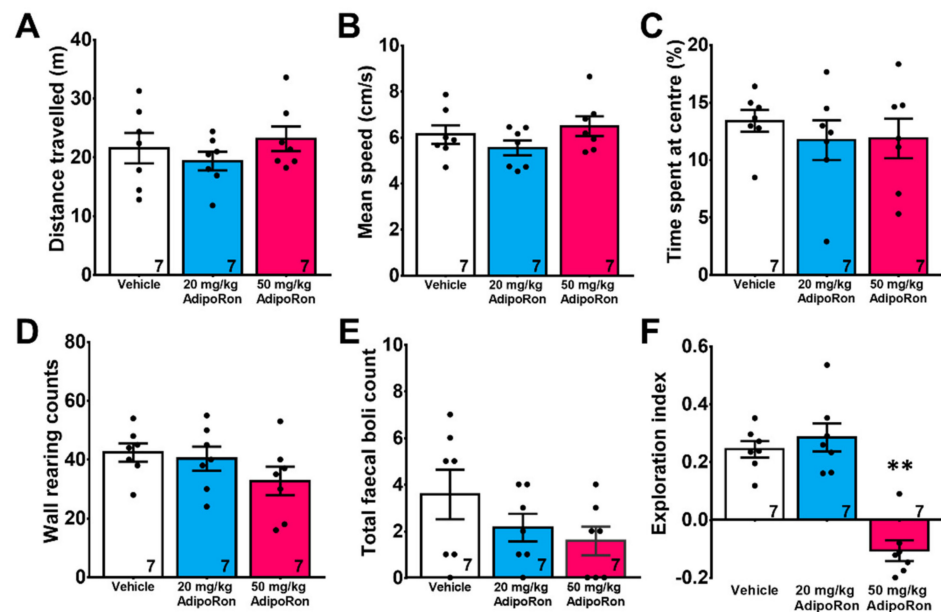 A
Distance travelled (m)
40
30
20
10
0
7
7
7
Vehicle
20 mg/kg
AdipoRon
50 mg/kg
AdipoRon
B
Mean speed (cm/s)
10
8
6
4
2
0
7
7
7
Vehicle
20 mg/kg
AdipoRon
50 mg/kg
AdipoRon
C
Time spent at centre (%)
20
15
10
5
0
7
7
7
Vehicle
20 mg/kg
AdipoRon
50 mg/kg
AdipoRon
D
Wall rearing counts
80
60
40
20
0
7
7
7
Vehicle
20 mg/kg
AdipoRon
50 mg/kg
AdipoRon
E
Total faecal boli count
10
8
6
4
2
0
7
7
7
Vehicle
20 mg/kg
AdipoRon
50 mg/kg
AdipoRon
F
Exploration index
0.6
0.4
0.2
0.0
-0.2
7
7
7
**
Vehicle
20 mg/kg
AdipoRon
50 mg/kg
AdipoRon